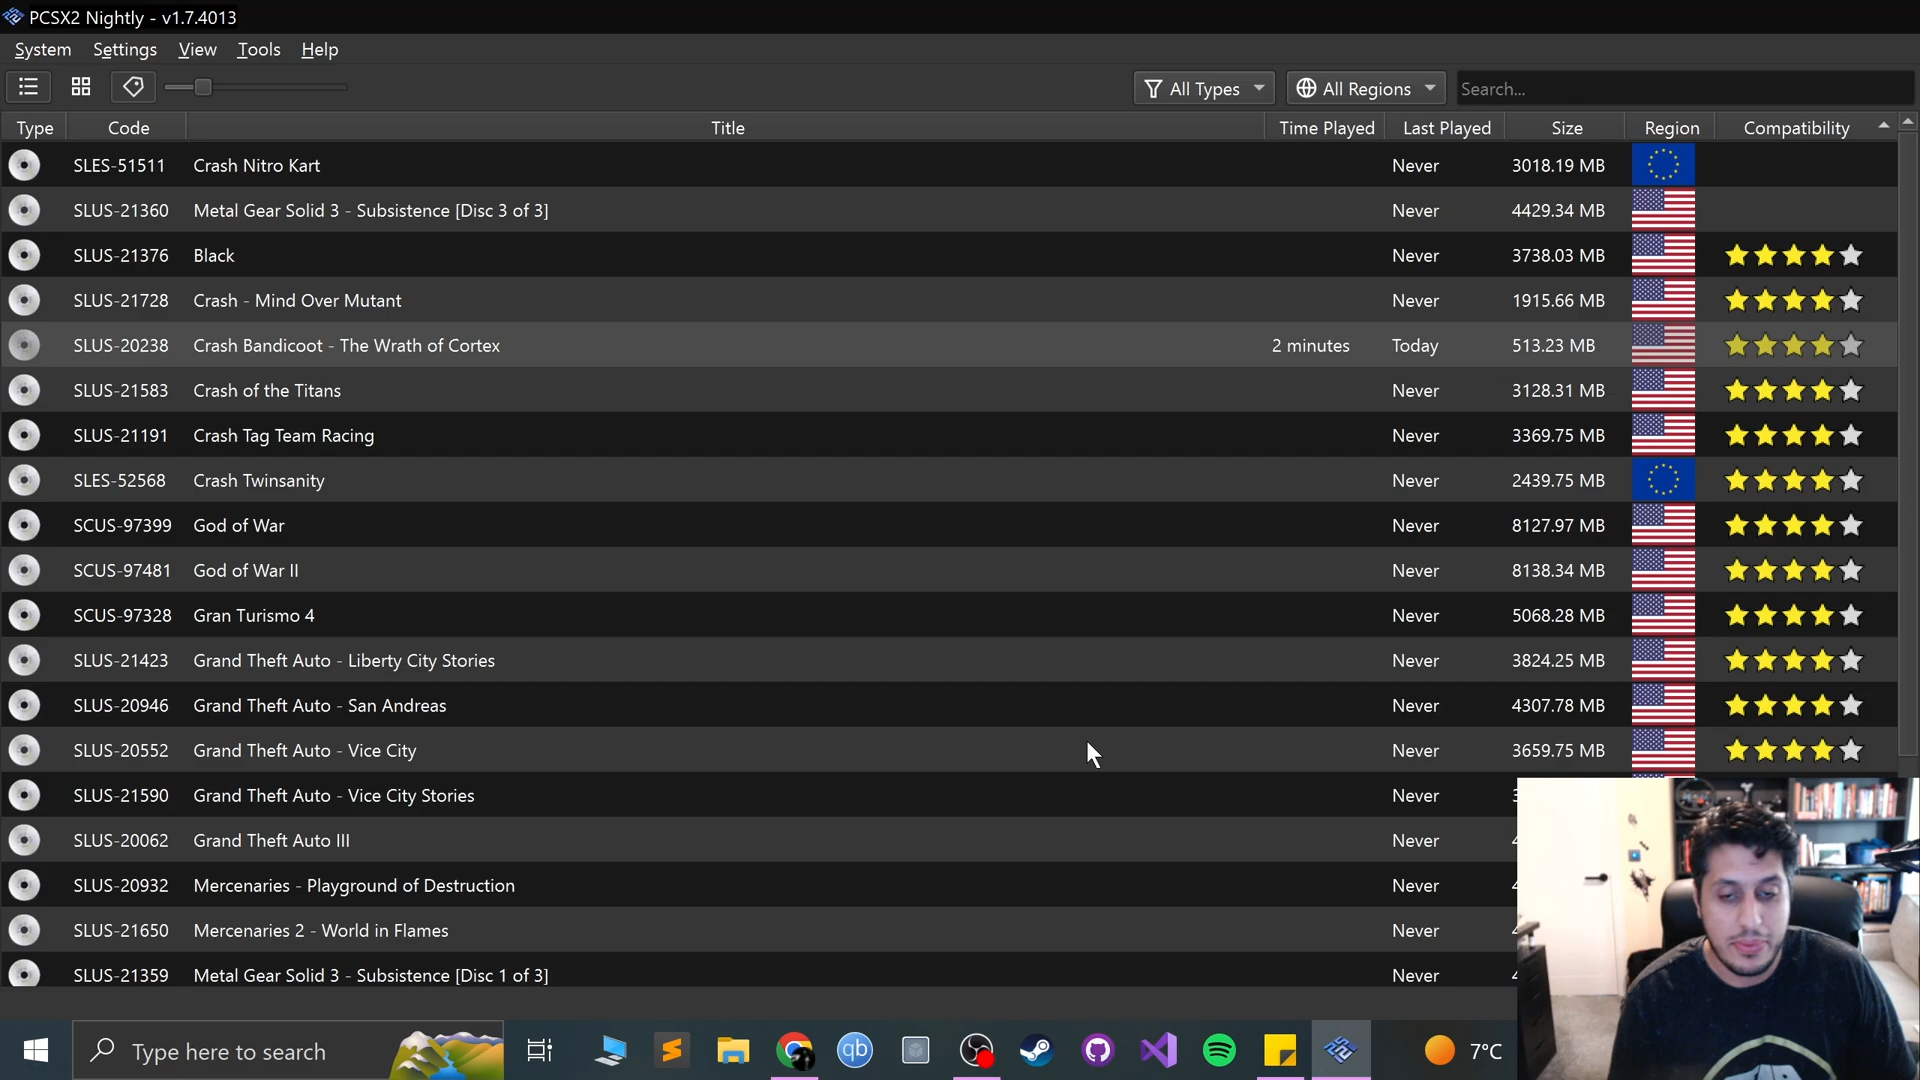 PCSX2 Nightly - v1.7.4013
System Settings View Tools Help
All Types All Regions Search...
Type Code Title Time Played Last Played Size Region Compatibility
SLES-51511 Crash Nitro Kart Never 3018.19 MB
SLUS-21360 Metal Gear Solid 3 - Subsistence [Disc 3 of 3] Never 4429.34 MB
SLUS-21376 Black Never 3738.03 MB
SLUS-21728 Crash - Mind Over Mutant Never 1915.66 MB
SLUS-20238 Crash Bandicoot - The Wrath of Cortex 2 minutes Today 513.23 MB
SLUS-21583 Crash of the Titans Never 3128.31 MB
SLUS-21191 Crash Tag Team Racing Never 3369.75 MB
SLES-52568 Crash Twinsanity Never 2439.75 MB
SCUS-97399 God of War Never 8127.97 MB
SCUS-97481 God of War II Never 8138.34 MB
SCUS-97328 Gran Turismo 4 Never 5068.28 MB
SLUS-21423 Grand Theft Auto - Liberty City Stories Never 3824.25 MB
SLUS-20946 Grand Theft Auto - San Andreas Never 4307.78 MB
SLUS-20552 Grand Theft Auto - Vice City Never 3659.75 MB
SLUS-21590 Grand Theft Auto - Vice City Stories Never
SLUS-20062 Grand Theft Auto III Never
SLUS-20932 Mercenaries - Playground of Destruction Never
SLUS-21650 Mercenaries 2 - World in Flames Never
SLUS-21359 Metal Gear Solid 3 - Subsistence [Disc 1 of 3] Never
Type here to search qb 7°C